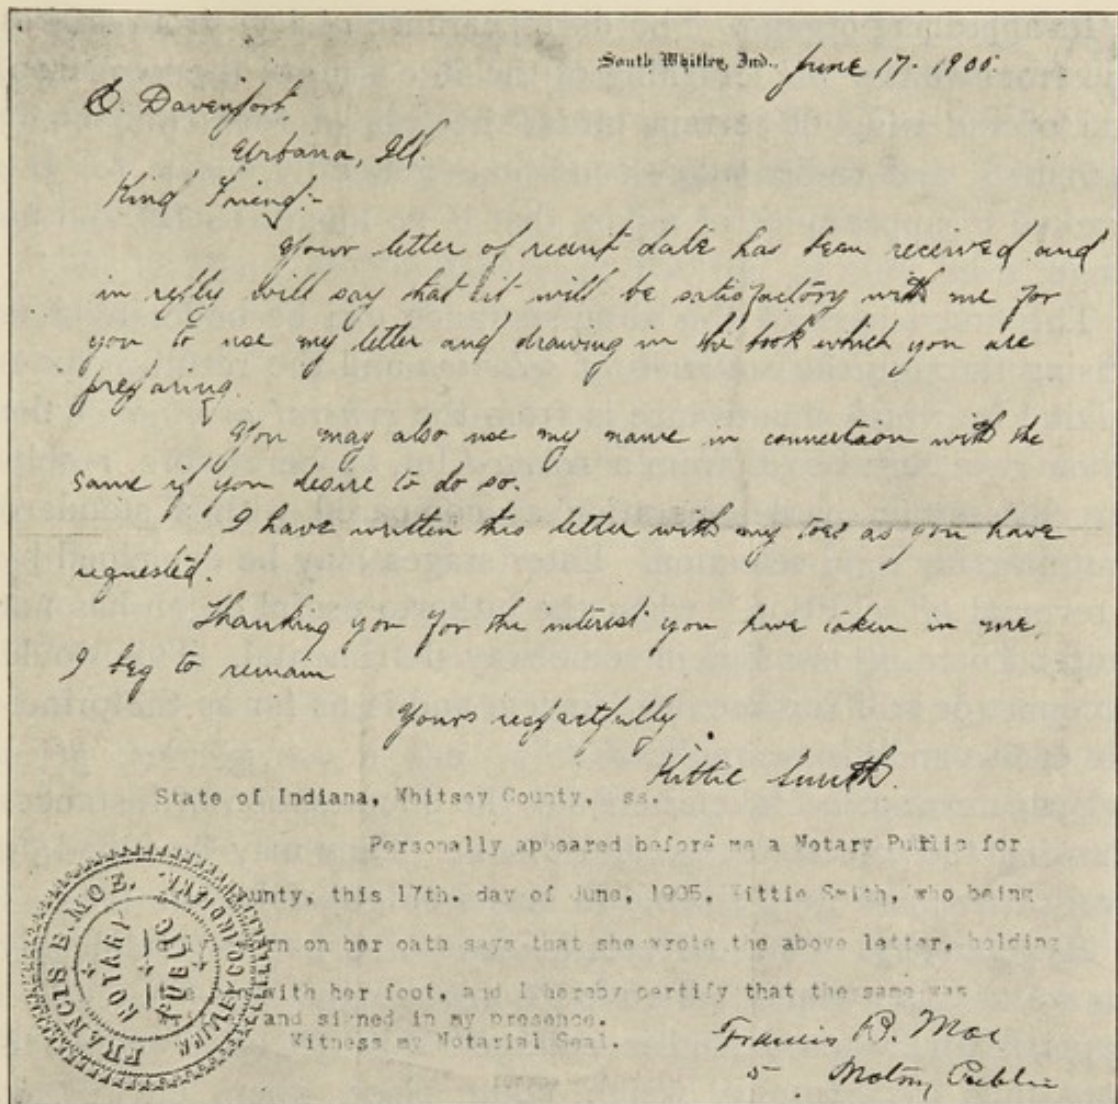 South Whitley, Ind., June 17 - 1905.
C. Davenport,
Urbana, Ill.
Kind Friend:-
Your letter of recent date has been received and
in reply will say that it will be satisfactory with me for
you to use my letter and drawing in the book which you are
preparing.
You may also use my name in connection with the
same if you desire to do so.
I have written this letter with my toes as you have
requested.
Thanking you for the interest you have taken in me,
I beg to remain
Yours respectfully
Kittie Smith.
State of Indiana, Whitley County, ss.
Personally appeared before me a Notary Public for
ounty, this 17th. day of June, 1905, Kittie Smith, who being
orn on her oath says that she wrote the above letter, holding
with her foot, and I hereby certify that the same was
and signed in my presence.
Witness my Notarial Seal.
Francis E. Moe
Notary Public
FRANCIS E. MOE.
NOTARY
PUBLIC